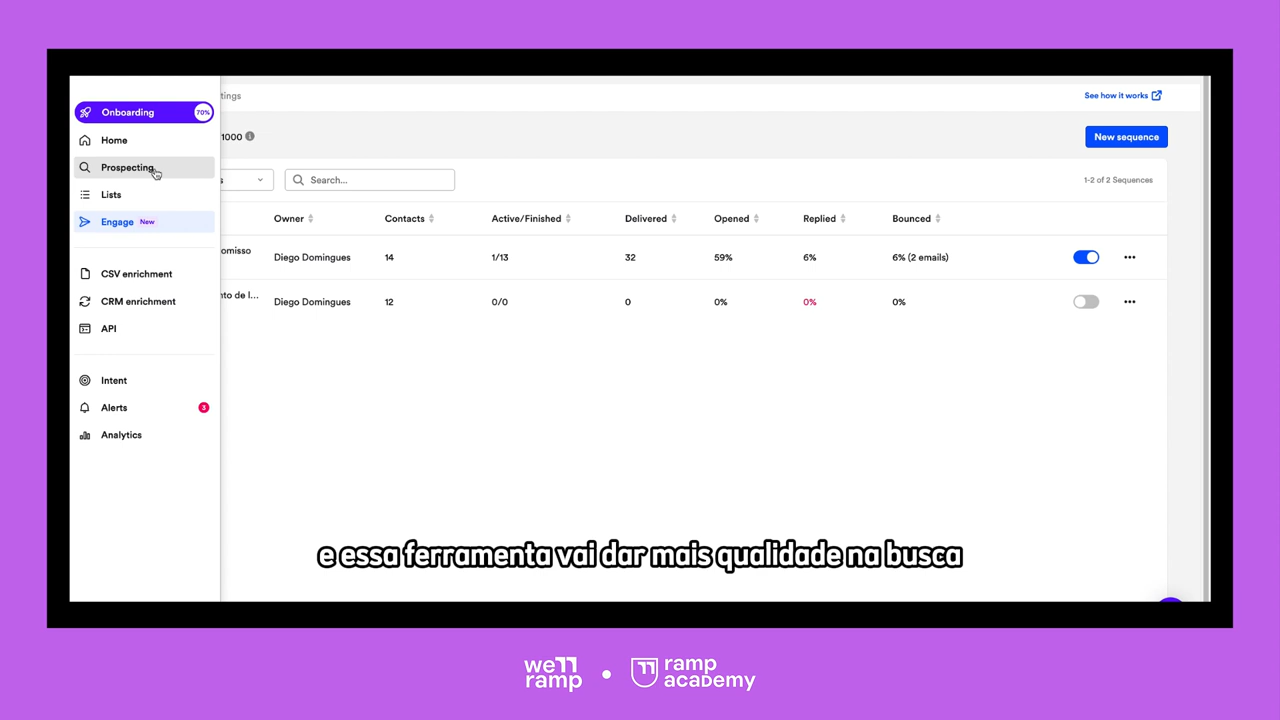 Onboarding 70%
tings
See how it works
Home
1000
New sequence
Prospecting
s
Search...
1-2 of 2 Sequences
Lists
Engage New
Owner Contacts Active/Finished Delivered Opened Replied Bounced
omisso
Diego Domingues 14 1/13 32 59% 6% 6% (2 emails)
CSV enrichment
nto de l...
CRM enrichment
Diego Domingues 12 0/0 0 0% 0% 0%
API
Intent
Alerts 3
Analytics
e essa ferramenta vai dar mais qualidade na busca
we
ramp
ramp
academy